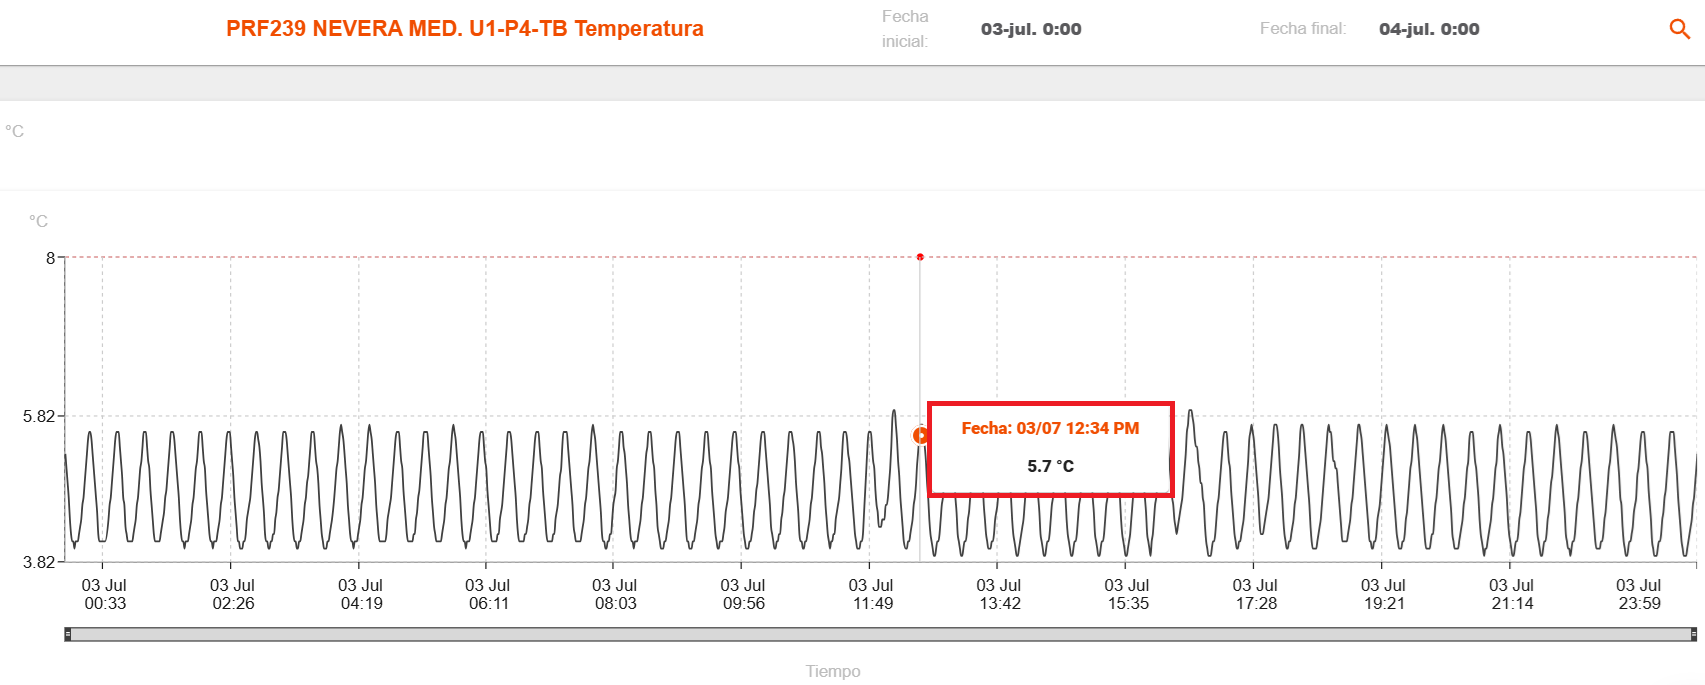 PRF239 NEVERA MED. U1-P4-TB Temperatura
Fecha inicial:
03-jul. 0:00
Fecha final:
04-jul. 0:00
°C
°C
8
5.82
3.82
Fecha: 03/07 12:34 PM
5.7 °C
03 Jul 00:33
03 Jul 02:26
03 Jul 04:19
03 Jul 06:11
03 Jul 08:03
03 Jul 09:56
03 Jul 11:49
03 Jul 13:42
03 Jul 15:35
03 Jul 17:28
03 Jul 19:21
03 Jul 21:14
03 Jul 23:59
Tiempo